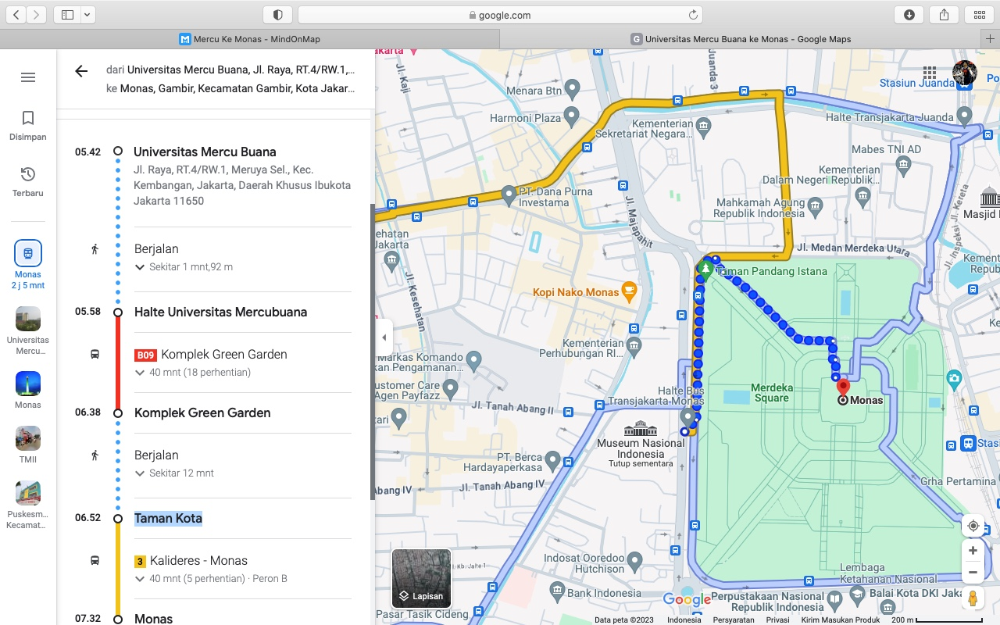 google.com
Mercu Ke Monas - MindOnMap
Universitas Mercu Buana ke Monas - Google Maps
Disimpan
Terbaru
Monas
2 j 5 mnt
Universitas
Mercu...
Monas
TMII
Puskesm...
Kecamat...
dari Universitas Mercu Buana, Jl. Raya, RT.4/RW.1,...
ke Monas, Gambir, Kecamatan Gambir, Kota Jakar...
05.42 Universitas Mercu Buana
Jl. Raya, RT.4/RW.1, Meruya Sel., Kec.
Kembangan, Jakarta, Daerah Khusus Ibukota
Jakarta 11650
Berjalan
Sekitar 1 mnt,92 m
05.58 Halte Universitas Mercubuana
B09 Komplek Green Garden
40 mnt (18 perhentian)
06.38 Komplek Green Garden
Berjalan
Sekitar 12 mnt
06.52 Taman Kota
3 Kalideres - Monas
40 mnt (5 perhentian) · Peron B
07.32 Monas
akarta
Jl. Kaji
Juanda 3
Menara Btn
Harmoni Plaza
Kementerian
Sekretariat Negara...
Stasiun Juanda
Po
Halte Transjakarta Juanda
Mabes TNI AD
Kementerian
Dalam Negeri Republik...
PT. Dana Purna
Investama
Jl. Majapahit
Mahkamah Agung
Republik Indonesia
Jl. Inspeksi Jl. Kereta
Masjid I
ehatan
Jakarta
Jl. Kesehatan
Jl. Medan Merdeka Utara
Taman Pandang Istana
Kement
Repub
Kopi Nako Monas
Kementerian
Perhubungan RI...
Markas Komando
kan Pengamanan...
ustomer Care
Agen Payfazz
Halte Bus
Transjakarta Monas
Merdeka
Square
Monas
Jl. Tanah Abang II
tari
Museum Nasional
Indonesia
Tutup sementara
Stasi
PT. Berca
Hardayaperkasa
Jl. Tanah Abang IV
Abang IV
Grha Pertamina
Kb. Jahe 1
Indosat Ooredoo
Hutchison
Lembaga
Ketahanan Nasional
Bank Indonesia
Lapisan
Pasar Tasik Cideng
Google
Perpustakaan Nasional
Republik Indonesia
Balai Kota DKI Jaka
Data peta ©2023 Indonesia Persyaratan Privasi Kirim Masukan Produk 200 m